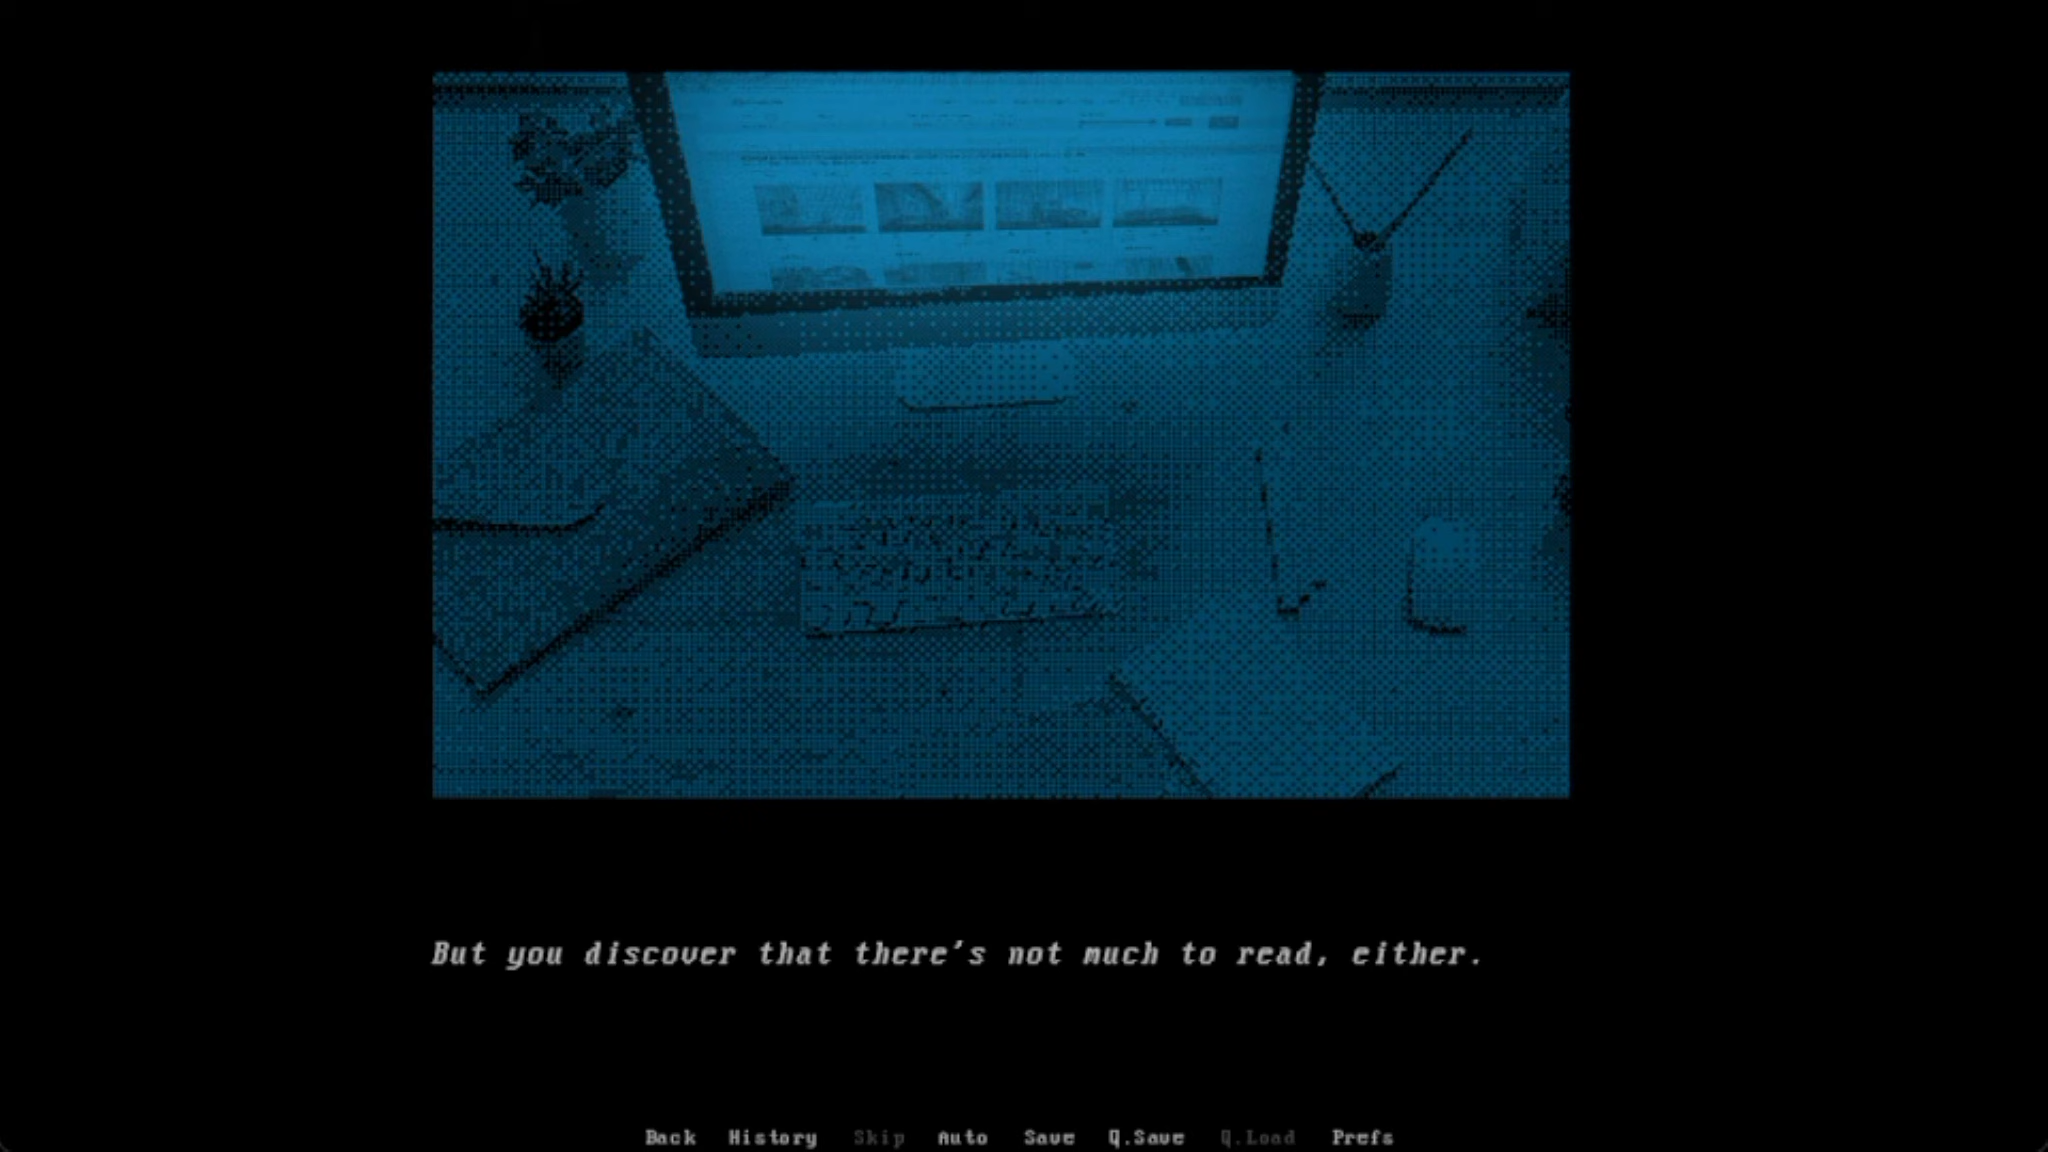 But you discover that there's not much to read, either.
Back History Skip Auto Save Q.Save Q.Load Prefs